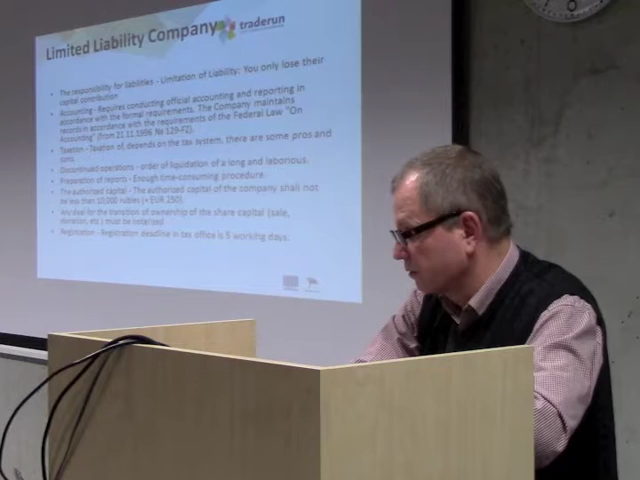 Limited Liability Company
traderun
• The responsibility for liabilities - Limitation of Liability: You only lose their
capital contribution
• Accounting - Requires conducting official accounting and reporting in
accordance with the formal requirements. The Company maintains
records in accordance with the requirements of the Federal Law "On
Accounting" (from 21.11.1996 № 129-FZ).
• Taxation - Taxation of, depends on the tax system, there are some pros and
cons.
• Discontinued operations - order of liquidation of a long and laborious.
• Preparation of reports - Enough time-consuming procedure.
• The authorized capital - The authorized capital of the company shall not
be less than 10,000 rubles (≈ EUR 250).
• Any deal for the transition of ownership of the share capital (sale,
donation, etc.) must be notarized
• Registration - Registration deadline in tax office is 5 working days.